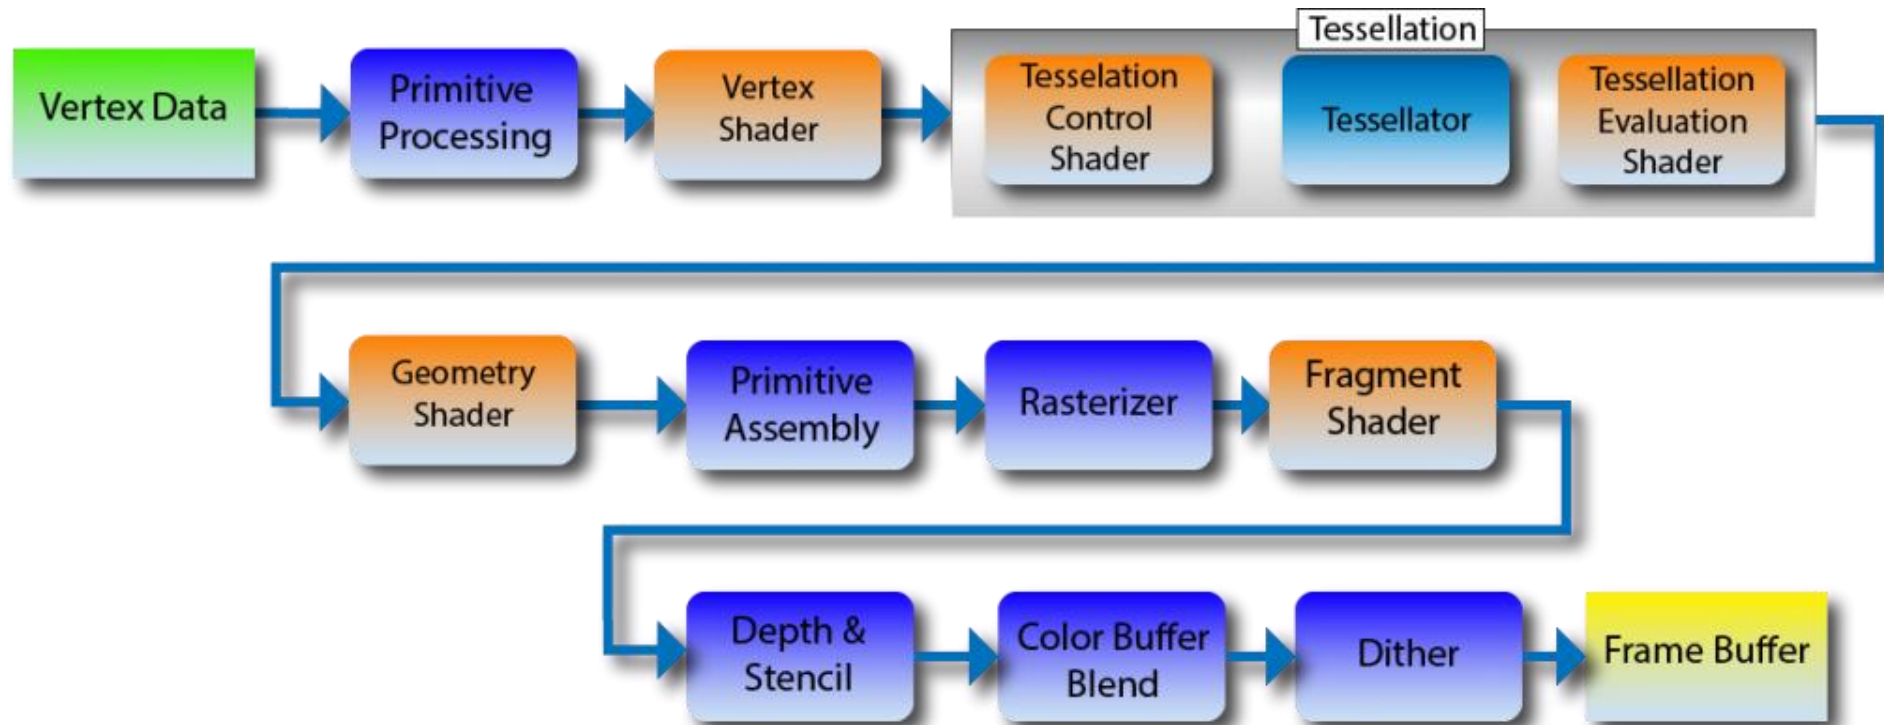 Tessellation
Vertex Data
Primitive
Processing
Vertex
Shader
Tesselation
Control
Shader
Tessellator
Tessellation
Evaluation
Shader
Geometry
Shader
Primitive
Assembly
Rasterizer
Fragment
Shader
Depth &
Stencil
Color Buffer
Blend
Dither
Frame Buffer